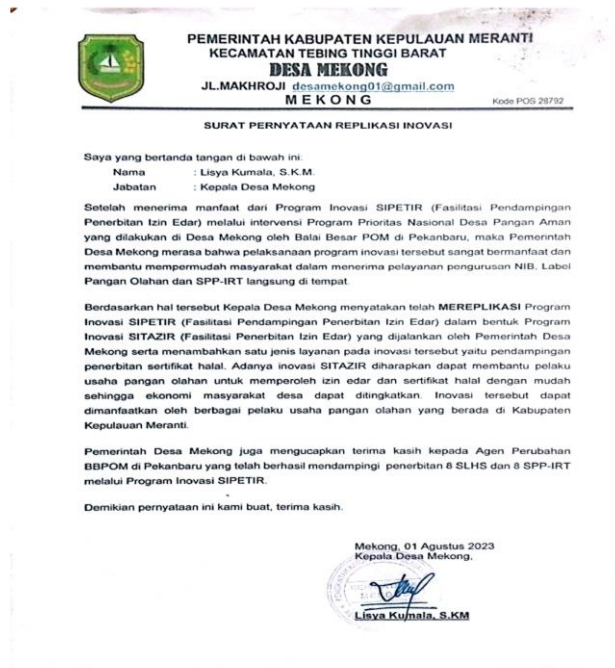 PEMERINTAH KABUPATEN KEPULAUAN MERANTI
KECAMATAN TEBING TINGGI BARAT
DESA MEKONG
JL.MAKHROJI desamekong01@gmail.com
MEKONG
Kode POS 28792
SURAT PERNYATAAN REPLIKASI INOVASI
Saya yang bertanda tangan di bawah ini:
Nama : Lisya Kumala, S.K.M.
Jabatan : Kepala Desa Mekong
Setelah menerima manfaat dari Program Inovasi SIPETIR (Fasilitasi Pendampingan
Penerbitan Izin Edar) melalui intervensi Program Prioritas Nasional Desa Pangan Aman
yang dilakukan di Desa Mekong oleh Balai Besar POM di Pekanbaru, maka Pemerintah
Desa Mekong merasa bahwa pelaksanaan program inovasi tersebut sangat bermanfaat dan
membantu mempermudah masyarakat dalam menerima pelayanan pengurusan NIB, Label
Pangan Olahan dan SPP-IRT langsung di tempat.
Berdasarkan hal tersebut Kepala Desa Mekong menyatakan telah MEREPLIKASI Program
Inovasi SIPETIR (Fasilitasi Pendampingan Penerbitan Izin Edar) dalam bentuk Program
Inovasi SITAZIR (Fasilitasi Penerbitan Izin Edar) yang dijalankan oleh Pemerintah Desa
Mekong serta menambahkan satu jenis layanan pada inovasi tersebut yaitu pendampingan
penerbitan sertifikat halal. Adanya inovasi SITAZIR diharapkan dapat membantu pelaku
usaha pangan olahan untuk memperoleh izin edar dan sertifikat halal dengan mudah
sehingga ekonomi masyarakat desa dapat ditingkatkan. Inovasi tersebut dapat
dimanfaatkan oleh berbagai pelaku usaha pangan olahan yang berada di Kabupaten
Kepulauan Meranti.
Pemerintah Desa Mekong juga mengucapkan terima kasih kepada Agen Perubahan
BBPOM di Pekanbaru yang telah berhasil mendampingi penerbitan 8 SLHS dan 8 SPP-IRT
melalui Program Inovasi SIPETIR.
Demikian pernyataan ini kami buat, terima kasih.
Mekong, 01 Agustus 2023
Kepala Desa Mekong,
Lisya Kumala, S.KM